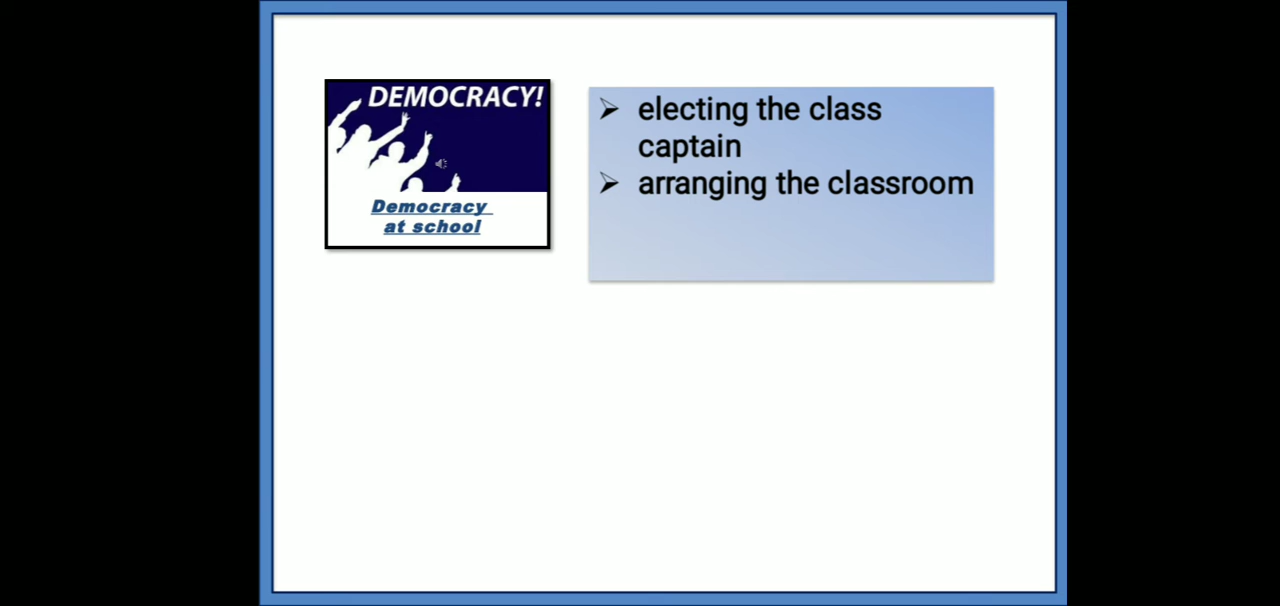 DEMOCRACY!
Democracy
at school
➢ electing the class
captain
➢ arranging the classroom